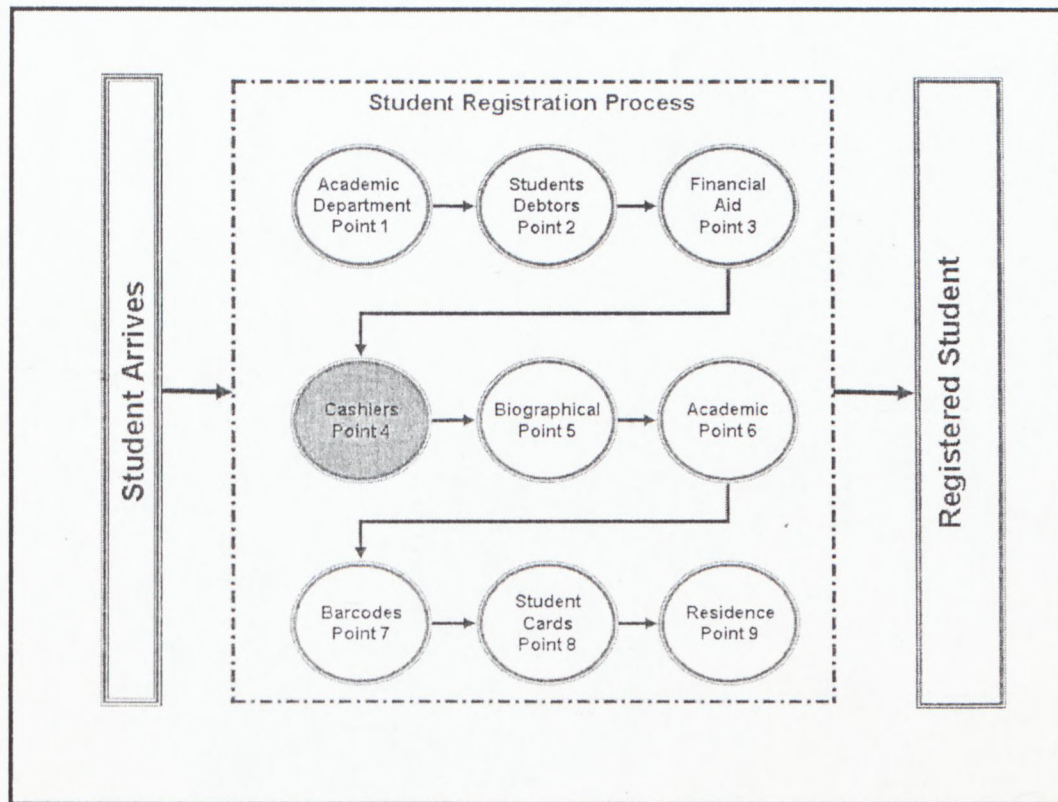 Student Registration Process
Student Arrives
Academic
Department
Point 1
Students
Debtors
Point 2
Financial
Aid
Point 3
Cashiers
Point 4
Biographical
Point 5
Academic
Point 6
Barcodes
Point 7
Student
Cards
Point 8
Residence
Point 9
Registered Student